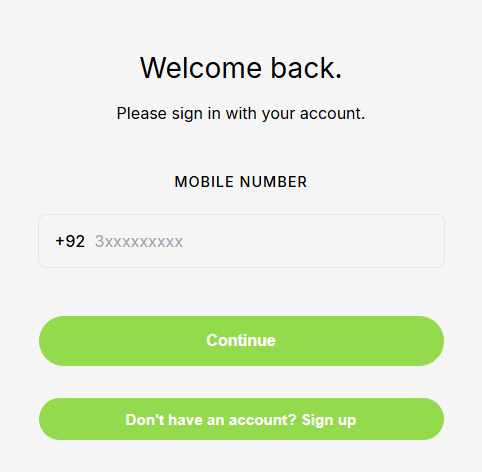 Welcome back.
Please sign in with your account.
MOBILE NUMBER
+92 3xxxxxxxxx
Continue
Don't have an account? Sign up